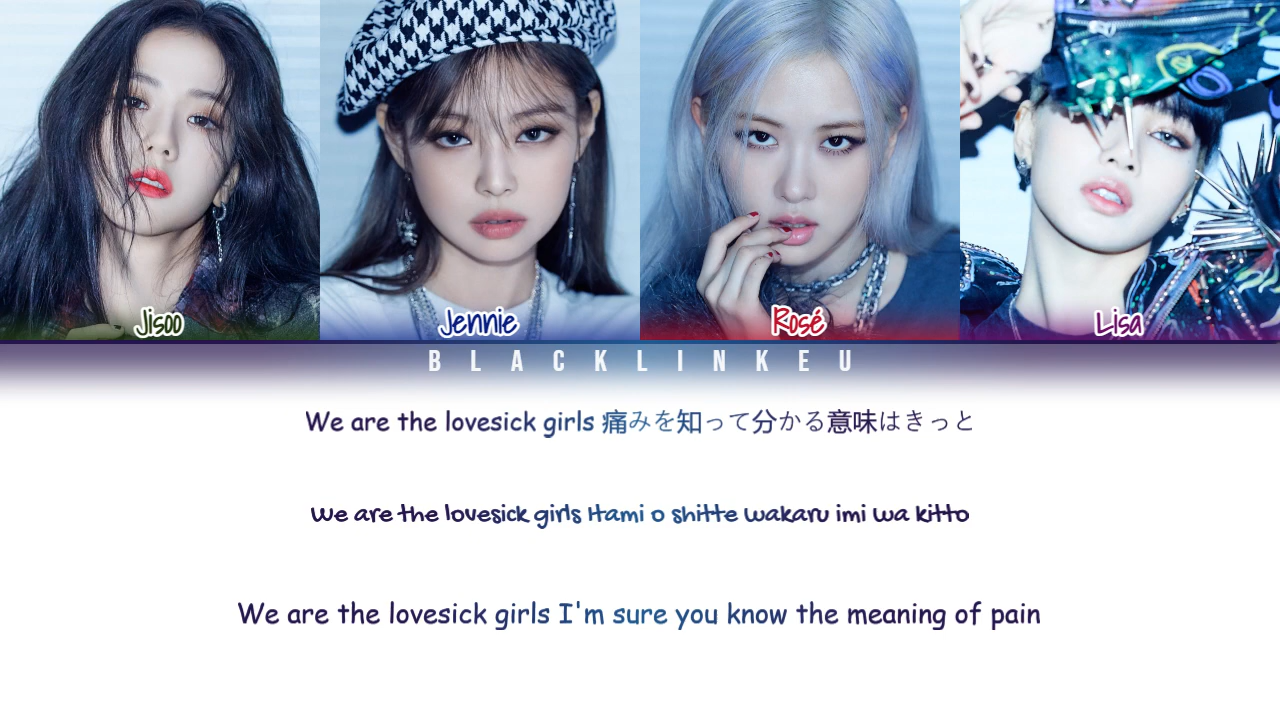 Jisoo
Jennie
Rosé
Lisa
BLACKLINKEU
We are the lovesick girls 痛みを知って分かる意味はきっと
We are the lovesick girls Itami o shitte wakaru imi wa kitto
We are the lovesick girls I'm sure you know the meaning of pain